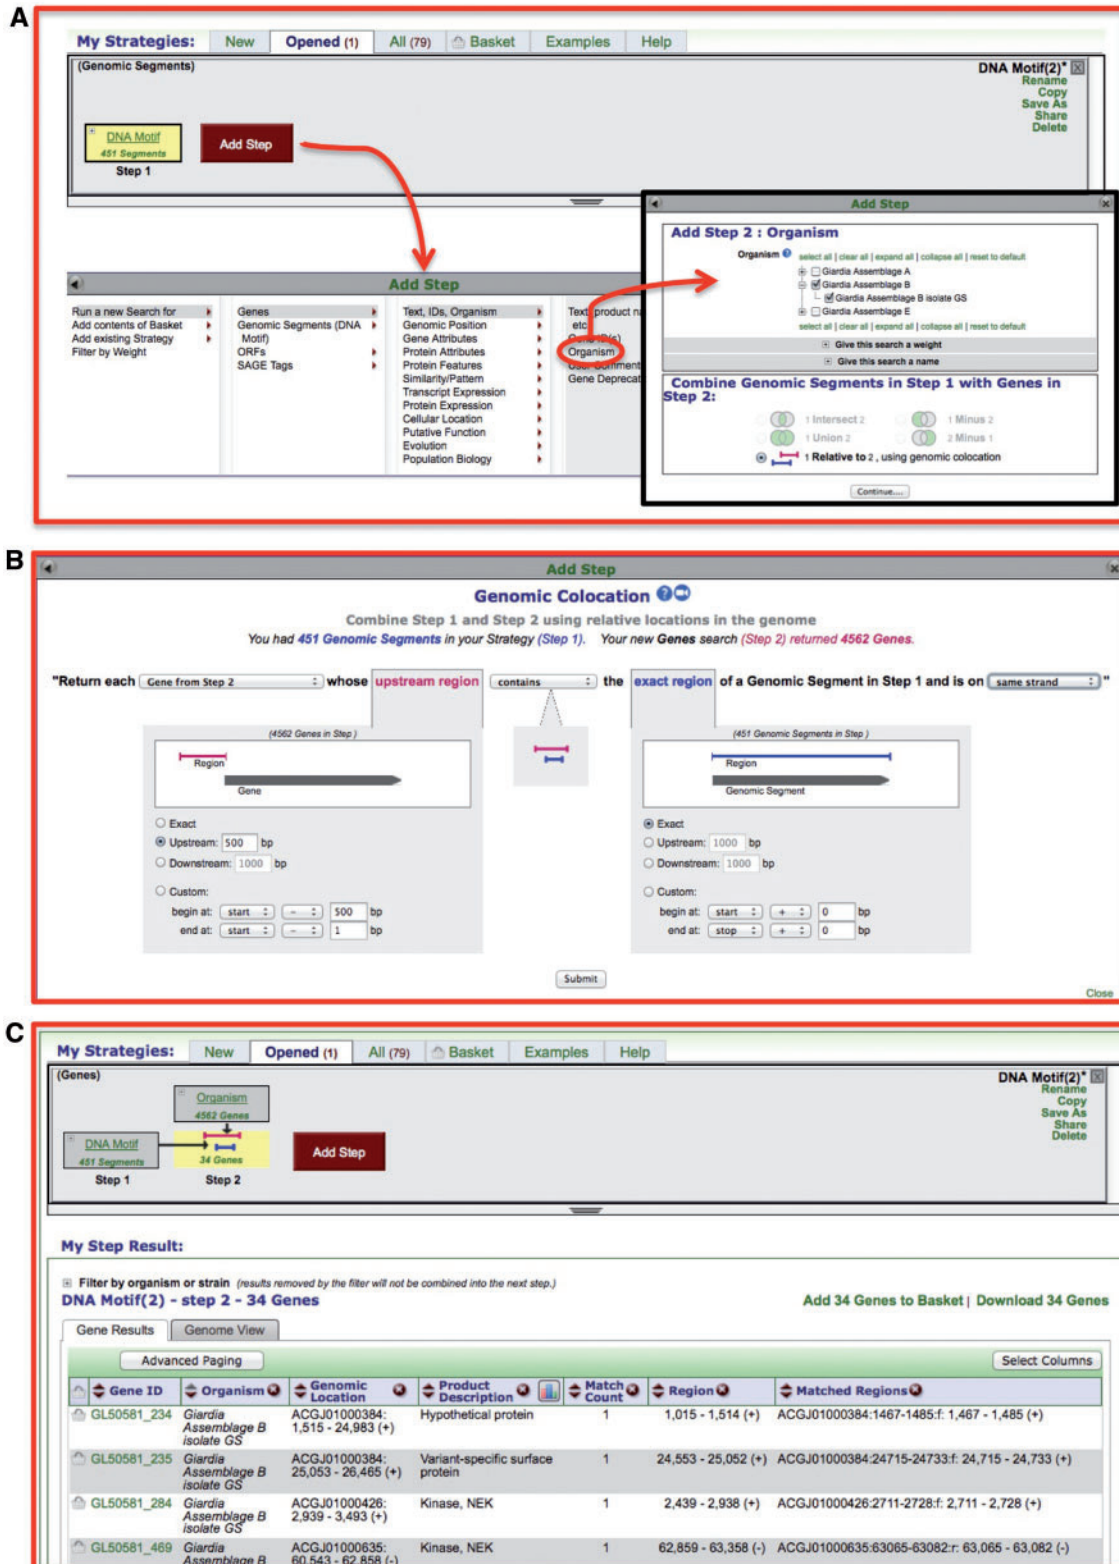 A
My Strategies: New Opened (1) All (79) Basket Examples Help
(Genomic Segments)
DNA Motif(2)*
Rename
Copy
Save As
Share
Delete
DNA Motif
451 Segments
Step 1
Add Step
Add Step
Run a new Search for
Add contents of Basket
Add existing Strategy
Filter by Weight
Genes
Genomic Segments (DNA
Motif)
ORFs
SAGE Tags
Text, IDs, Organism
Genomic Position
Gene Attributes
Protein Attributes
Protein Features
Similarity/Pattern
Transcript Expression
Protein Expression
Cellular Location
Putative Function
Evolution
Population Biology
Text, product na
etc
Gene ID(s)
Organism
User Comment
Gene Deprecat
Add Step
Add Step 2 : Organism
Organism
select all | clear all | expand all | collapse all | reset to default
Giardia Assemblage A
Giardia Assemblage B
Giardia Assemblage B isolate GS
Giardia Assemblage E
select all | clear all | expand all | collapse all | reset to default
Give this search a weight
Give this search a name
Combine Genomic Segments in Step 1 with Genes in
Step 2:
1 Intersect 2 1 Minus 2
1 Union 2 2 Minus 1
1 Relative to 2 , using genomic colocation
Continue....
B
Add Step
Genomic Colocation
Combine Step 1 and Step 2 using relative locations in the genome
You had 451 Genomic Segments in your Strategy (Step 1). Your new Genes search (Step 2) returned 4562 Genes.
"Return each Gene from Step 2 whose upstream region contains the exact region of a Genomic Segment in Step 1 and is on same strand "
(4562 Genes in Step )
Region
Gene
Exact
Upstream: 500 bp
Downstream: 1000 bp
Custom:
begin at: start - 500 bp
end at: start - 1 bp
(451 Genomic Segments in Step )
Region
Genomic Segment
Exact
Upstream: 1000 bp
Downstream: 1000 bp
Custom:
begin at: start + 0 bp
end at: stop + 0 bp
Submit
Close
C
My Strategies: New Opened (1) All (79) Basket Examples Help
(Genes)
DNA Motif(2)*
Rename
Copy
Save As
Share
Delete
Organism
4562 Genes
DNA Motif
451 Segments
Step 1
34 Genes
Step 2
Add Step
My Step Result:
Filter by organism or strain (results removed by the filter will not be combined into the next step.)
DNA Motif(2) - step 2 - 34 Genes
Add 34 Genes to Basket | Download 34 Genes
Gene Results Genome View
Advanced Paging Select Columns
Gene ID Organism Genomic Location Product Description Match Count Region Matched Regions
GL50581_234 Giardia ACGJ01000384: Hypothetical protein 1 1,015 - 1,514 (+) ACGJ01000384:1467-1485:f: 1,467 - 1,485 (+)
Assemblage B 1,515 - 24,983 (+)
isolate GS
GL50581_235 Giardia ACGJ01000384: Variant-specific surface 1 24,553 - 25,052 (+) ACGJ01000384:24715-24733:f: 24,715 - 24,733 (+)
Assemblage B 25,053 - 26,465 (+) protein
isolate GS
GL50581_284 Giardia ACGJ01000426: Kinase, NEK 1 2,439 - 2,938 (+) ACGJ01000426:2711-2728:f: 2,711 - 2,728 (+)
Assemblage B 2,939 - 3,493 (+)
isolate GS
GL50581_469 Giardia ACGJ01000635: Kinase, NEK 1 62,859 - 63,358 (-) ACGJ01000635:63065-63082:r: 63,065 - 63,082 (-)
Assemblage B 60,543 - 62,858 (-)